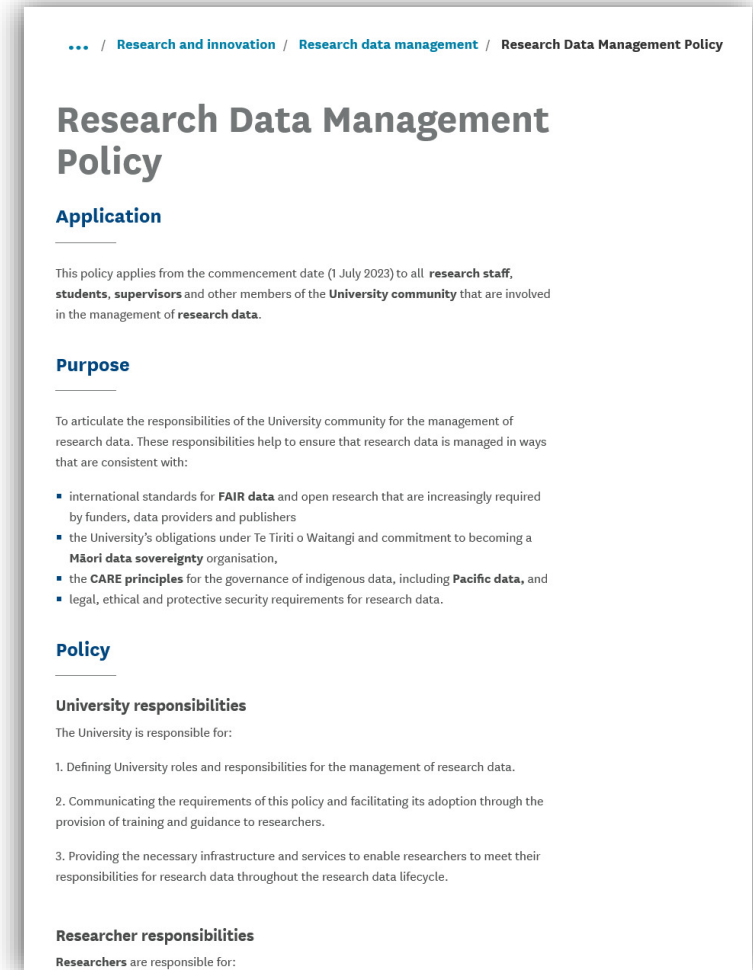 ... / Research and innovation / Research data management / Research Data Management Policy
Research Data Management
Policy
Application
This policy applies from the commencement date (1 July 2023) to all research staff,
students, supervisors and other members of the University community that are involved
in the management of research data.
Purpose
To articulate the responsibilities of the University community for the management of
research data. These responsibilities help to ensure that research data is managed in ways
that are consistent with:
▪ international standards for FAIR data and open research that are increasingly required
by funders, data providers and publishers
▪ the University’s obligations under Te Tiriti o Waitangi and commitment to becoming a
Māori data sovereignty organisation,
▪ the CARE principles for the governance of indigenous data, including Pacific data, and
▪ legal, ethical and protective security requirements for research data.
Policy
University responsibilities
The University is responsible for:
1. Defining University roles and responsibilities for the management of research data.
2. Communicating the requirements of this policy and facilitating its adoption through the
provision of training and guidance to researchers.
3. Providing the necessary infrastructure and services to enable researchers to meet their
responsibilities for research data throughout the research data lifecycle.
Researcher responsibilities
Researchers are responsible for: